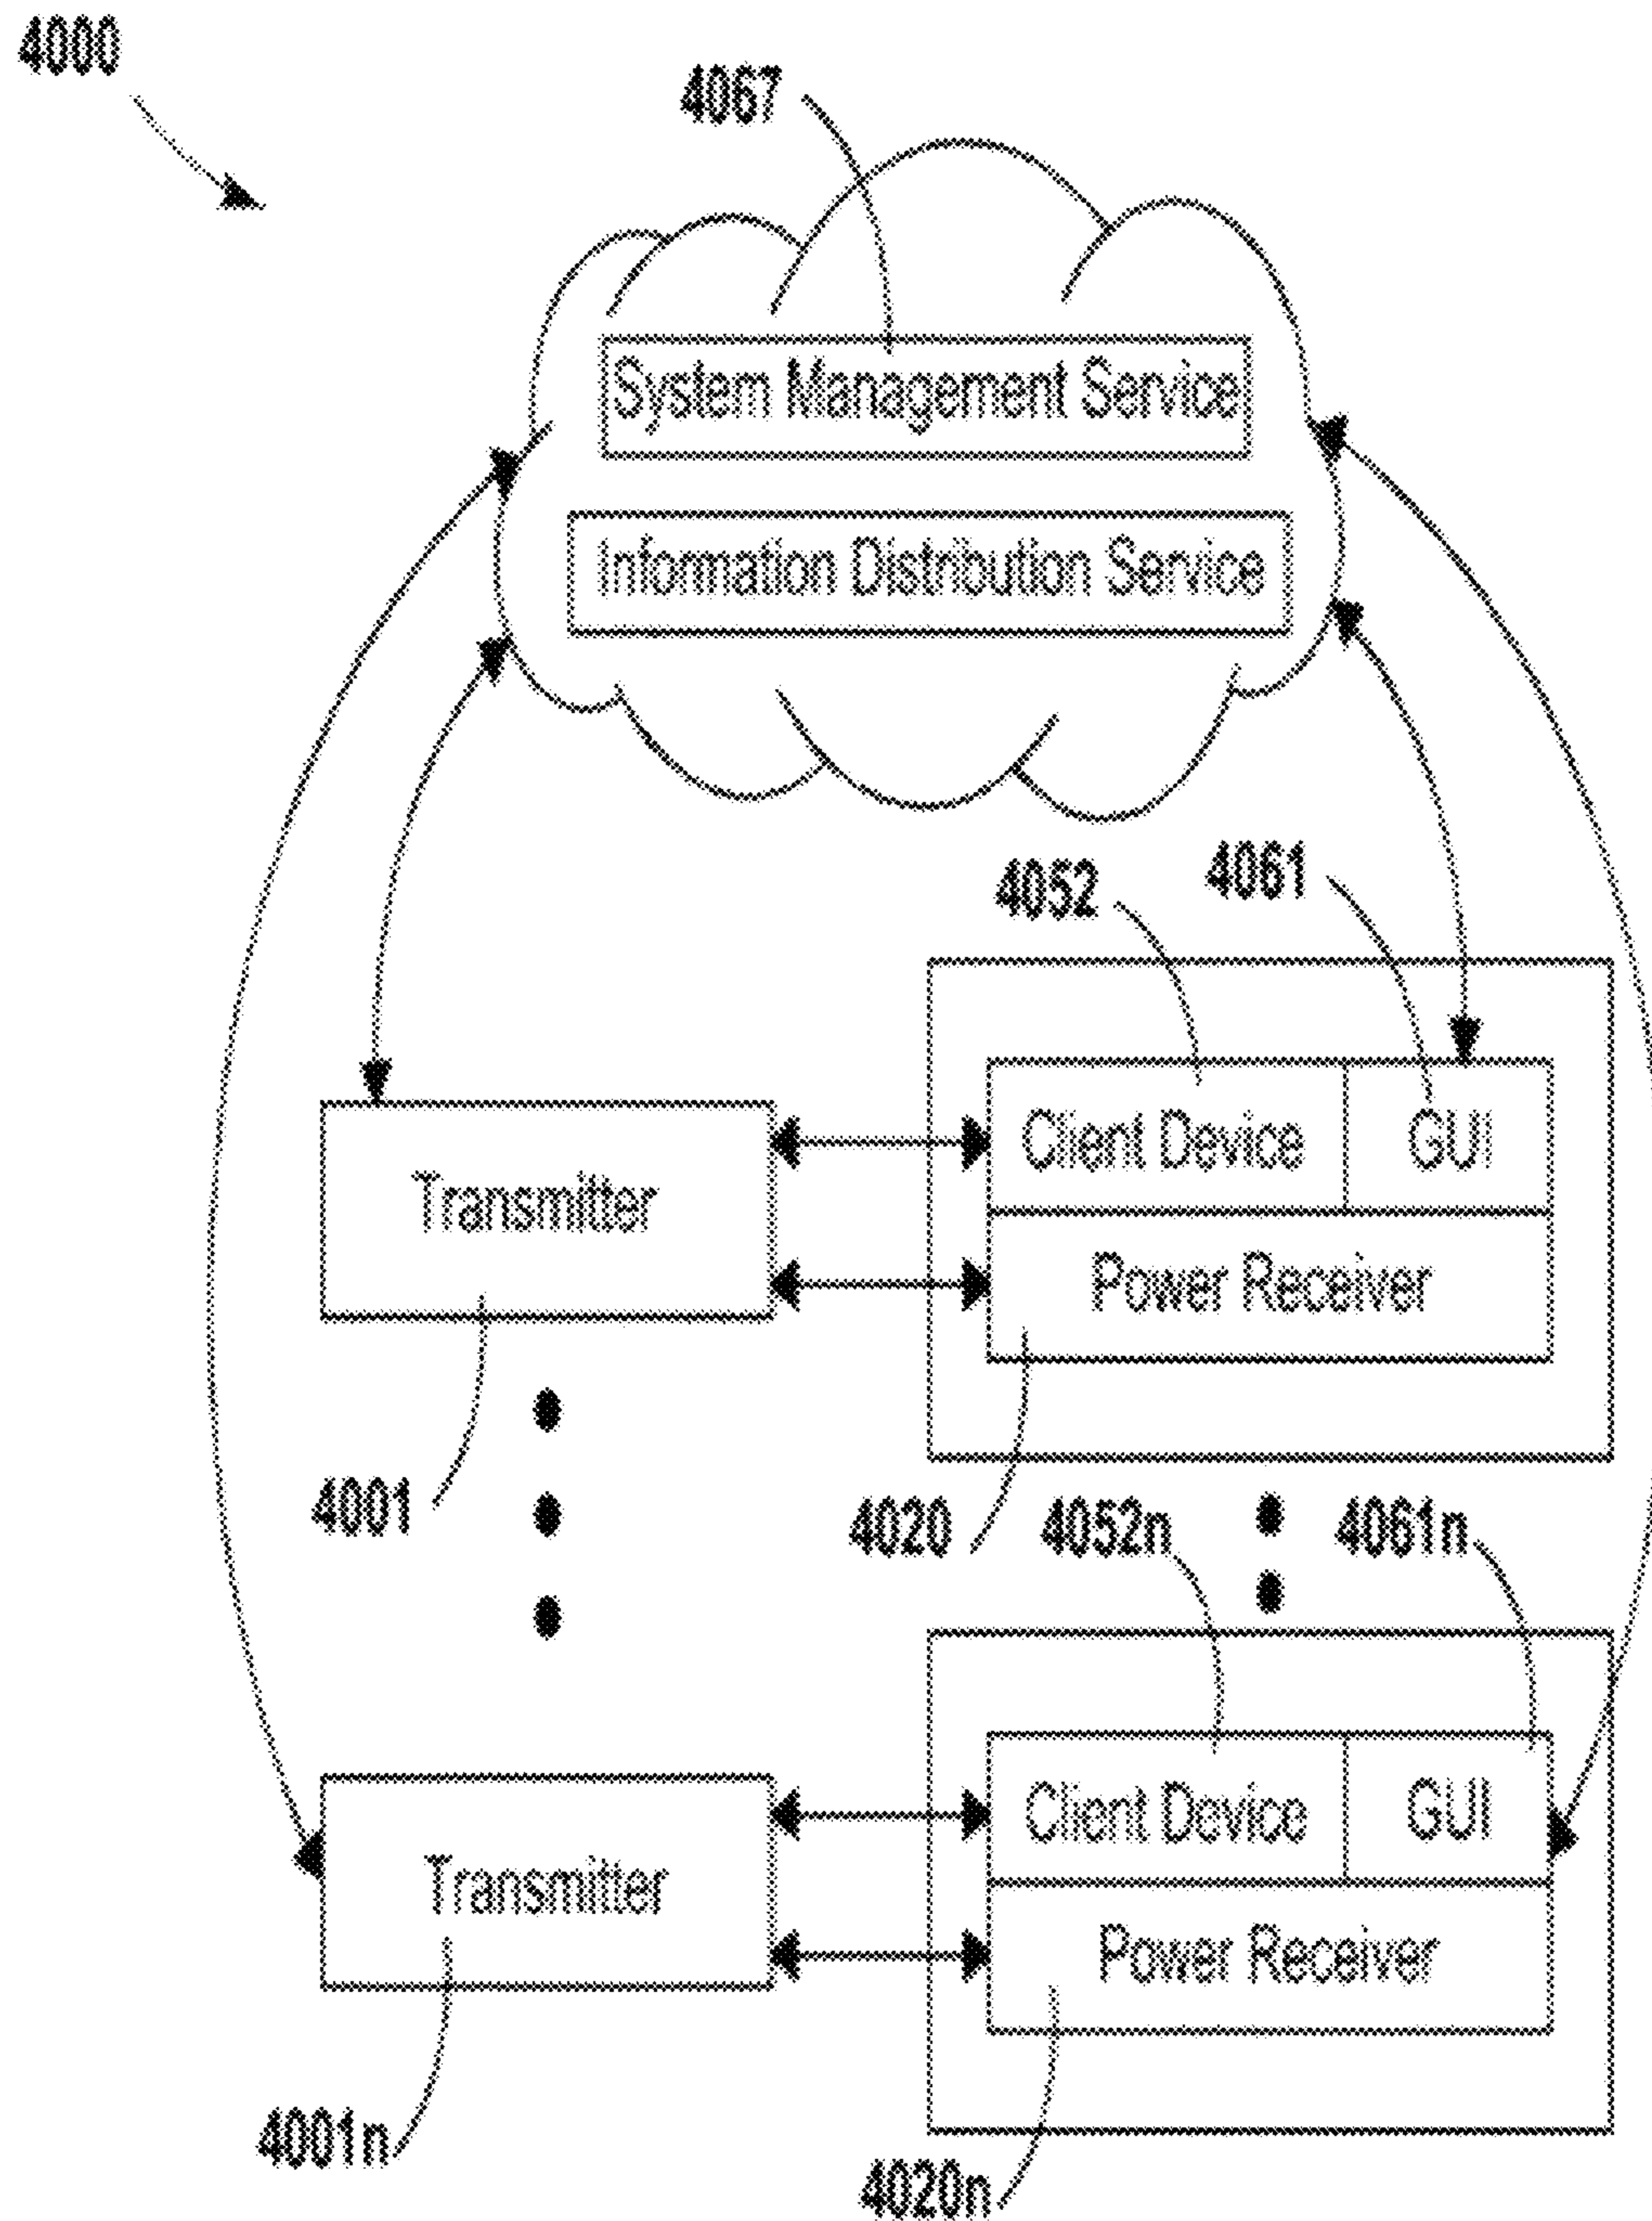 4000
4067
System Management Service
Information Distribution Service
4052
4061
Client Device
GUI
Transmitter
Power Receiver
4001
4020
4052n
4061n
Client Device
GUI
Transmitter
Power Receiver
4001n
4020n